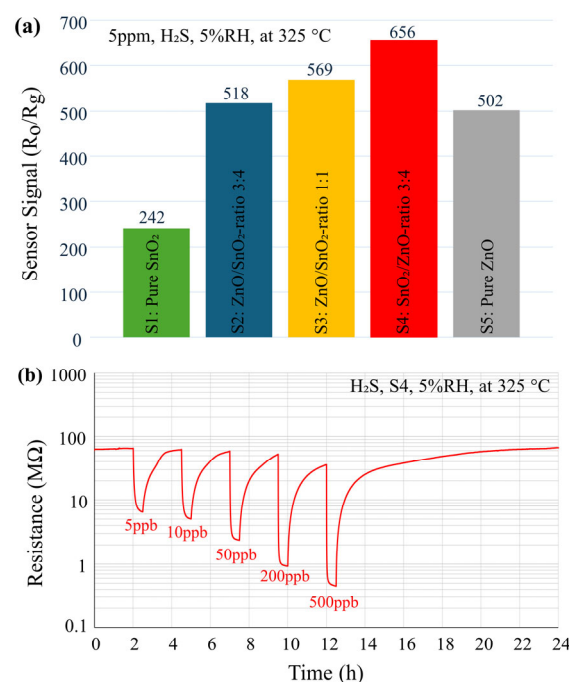 (a)
5ppm, H₂S, 5%RH, at 325 °C
Sensor Signal (R₀/Rg)
700
600
500
400
300
200
100
0
242
518
569
656
502
S1: Pure SnO₂
S2: ZnO/SnO₂-ratio 3:4
S3: ZnO/SnO₂-ratio 1:1
S4: SnO₂/ZnO-ratio 3:4
S5: Pure ZnO
(b)
H₂S, S4, 5%RH, at 325 °C
Resistance (MΩ)
1000
100
10
1
0.1
5ppb
10ppb
50ppb
200ppb
500ppb
0 2 4 6 8 10 12 14 16 18 20 22 24
Time (h)